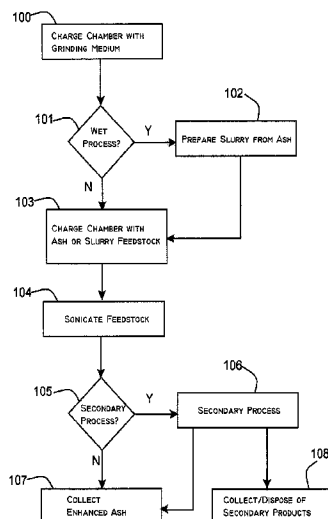 100
CHARGE CHAMBER WITH
GRINDING MEDIUM
101
WET
PROCESS?
Y
N
102
PREPARE SLURRY FROM ASH
103
CHARGE CHAMBER WITH
ASH OR SLURRY FEEDSTOCK
104
SONICATE FEEDSTOCK
105
SECONDARY
PROCESS?
Y
N
106
SECONDARY PROCESS
107
COLLECT
ENHANCED ASH
108
COLLECT/DISPOSE OF
SECONDARY PRODUCTS